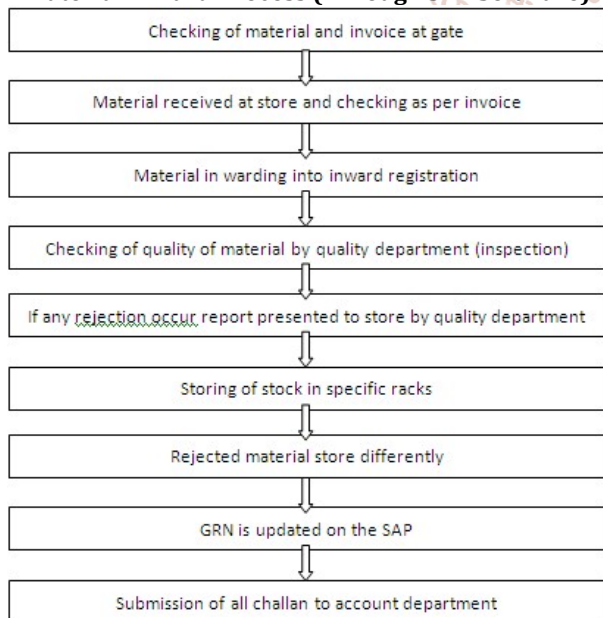 Checking of material and invoice at gate
Material received at store and checking as per invoice
Material in warding into inward registration
Checking of quality of material by quality department (inspection)
If any rejection occur report presented to store by quality department
Storing of stock in specific racks
Rejected material store differently
GRN is updated on the SAP
Submission of all challan to account department